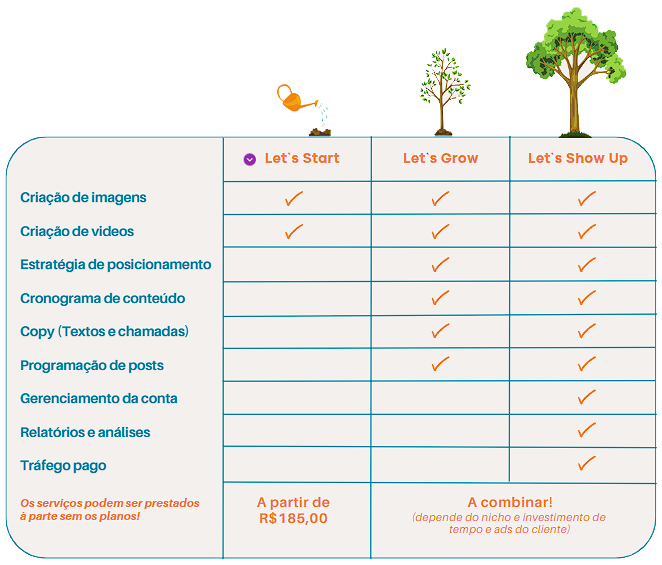 Let`s Start
Let`s Grow
Let`s Show Up
Criação de imagens
Criação de videos
Estratégia de posicionamento
Cronograma de conteúdo
Copy (Textos e chamadas)
Programação de posts
Gerenciamento da conta
Relatórios e análises
Tráfego pago
Os serviços podem ser prestados
à parte sem os planos!
A partir de
R$185,00
A combinar!
(depende do nicho e investimento de
tempo e ads do cliente)